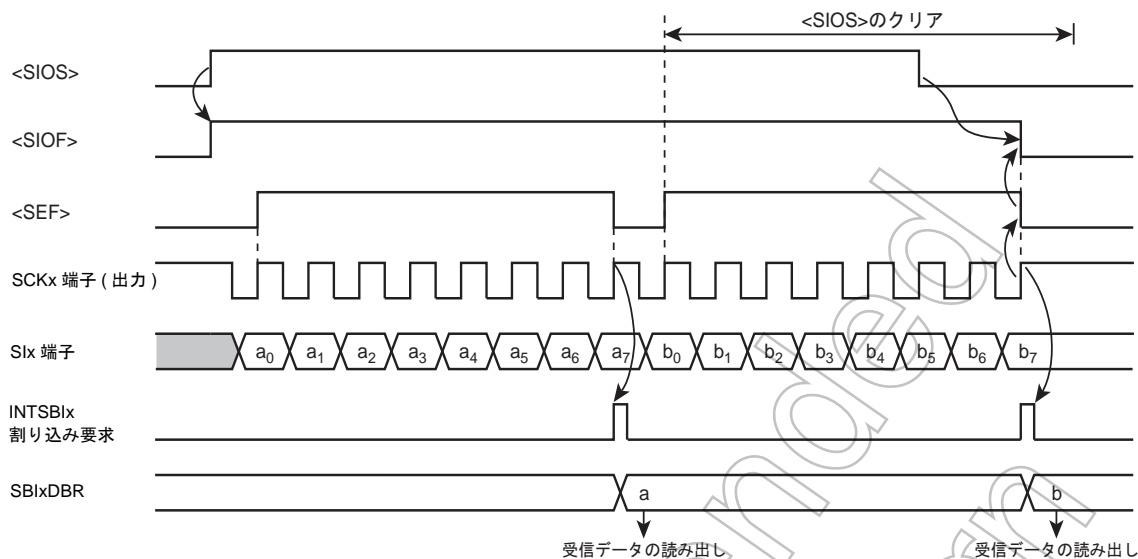 <SIOS>のクリア
<SIOS>
<SIOF>
<SEF>
SCKx 端子 ( 出力 )
SIx 端子
a0 a1 a2 a3 a4 a5 a6 a7 b0 b1 b2 b3 b4 b5 b6 b7
INTSBIx
割り込み要求
SBIxDBR
a
b
受信データの読み出し
受信データの読み出し